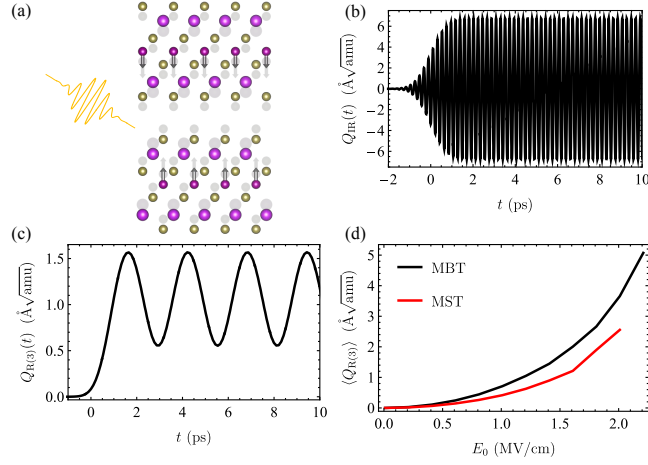 (a)
(b)
Q_IR(t) (Å√amu)
6
4
2
0
−2
−4
−6
−2 0 2 4 6 8 10
t (ps)
(c)
Q_R(3)(t) (Å√amu)
1.5
1.0
0.5
0.0
0 2 4 6 8 10
t (ps)
(d)
MBT
MST
⟨Q_R(3)⟩ (Å√amu)
5
4
3
2
1
0
0.0 0.5 1.0 1.5 2.0
E_0 (MV/cm)